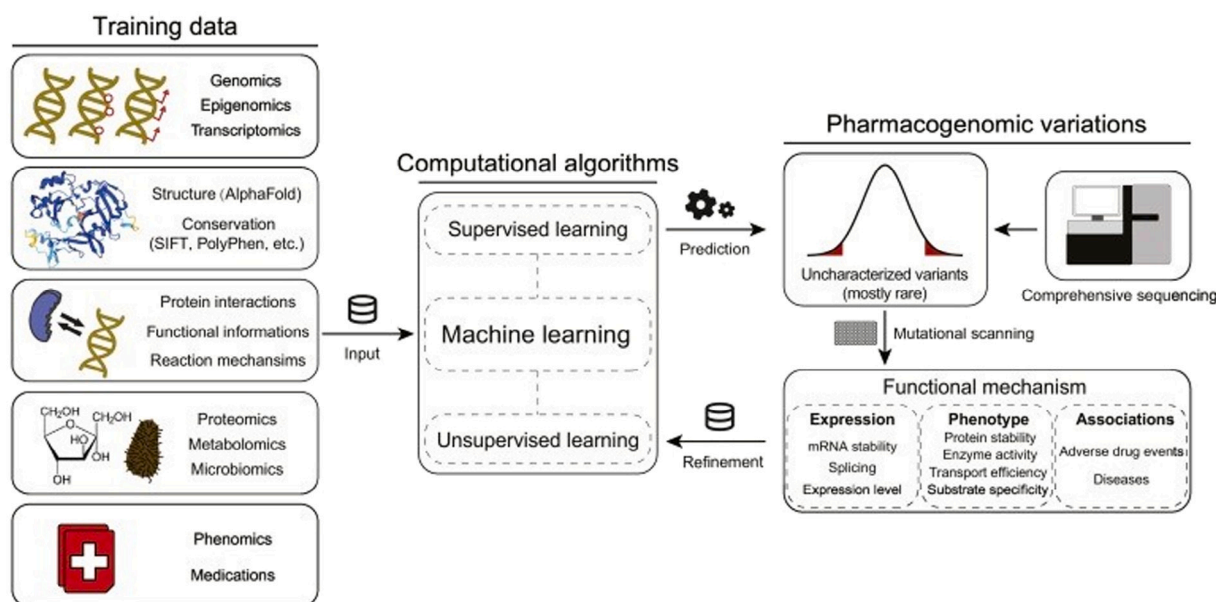 Training data
Genomics
Epigenomics
Transcriptomics
Structure (AlphaFold)
Conservation
(SIFT, PolyPhen, etc.)
Protein interactions
Functional informations
Reaction mechansims
CH₂OH
CH₂OH
O
HO
OH
OH
Proteomics
Metabolomics
Microbiomics
Phenomics
Medications
Input
Computational algorithms
Supervised learning
Machine learning
Unsupervised learning
Prediction
Refinement
Pharmacogenomic variations
Uncharacterized variants
(mostly rare)
Comprehensive sequencing
Mutational scanning
Functional mechanism
Expression
mRNA stability
Splicing
Expression level
Phenotype
Protein stability
Enzyme activity
Transport efficiency
Substrate specificity
Associations
Adverse drug events
Diseases